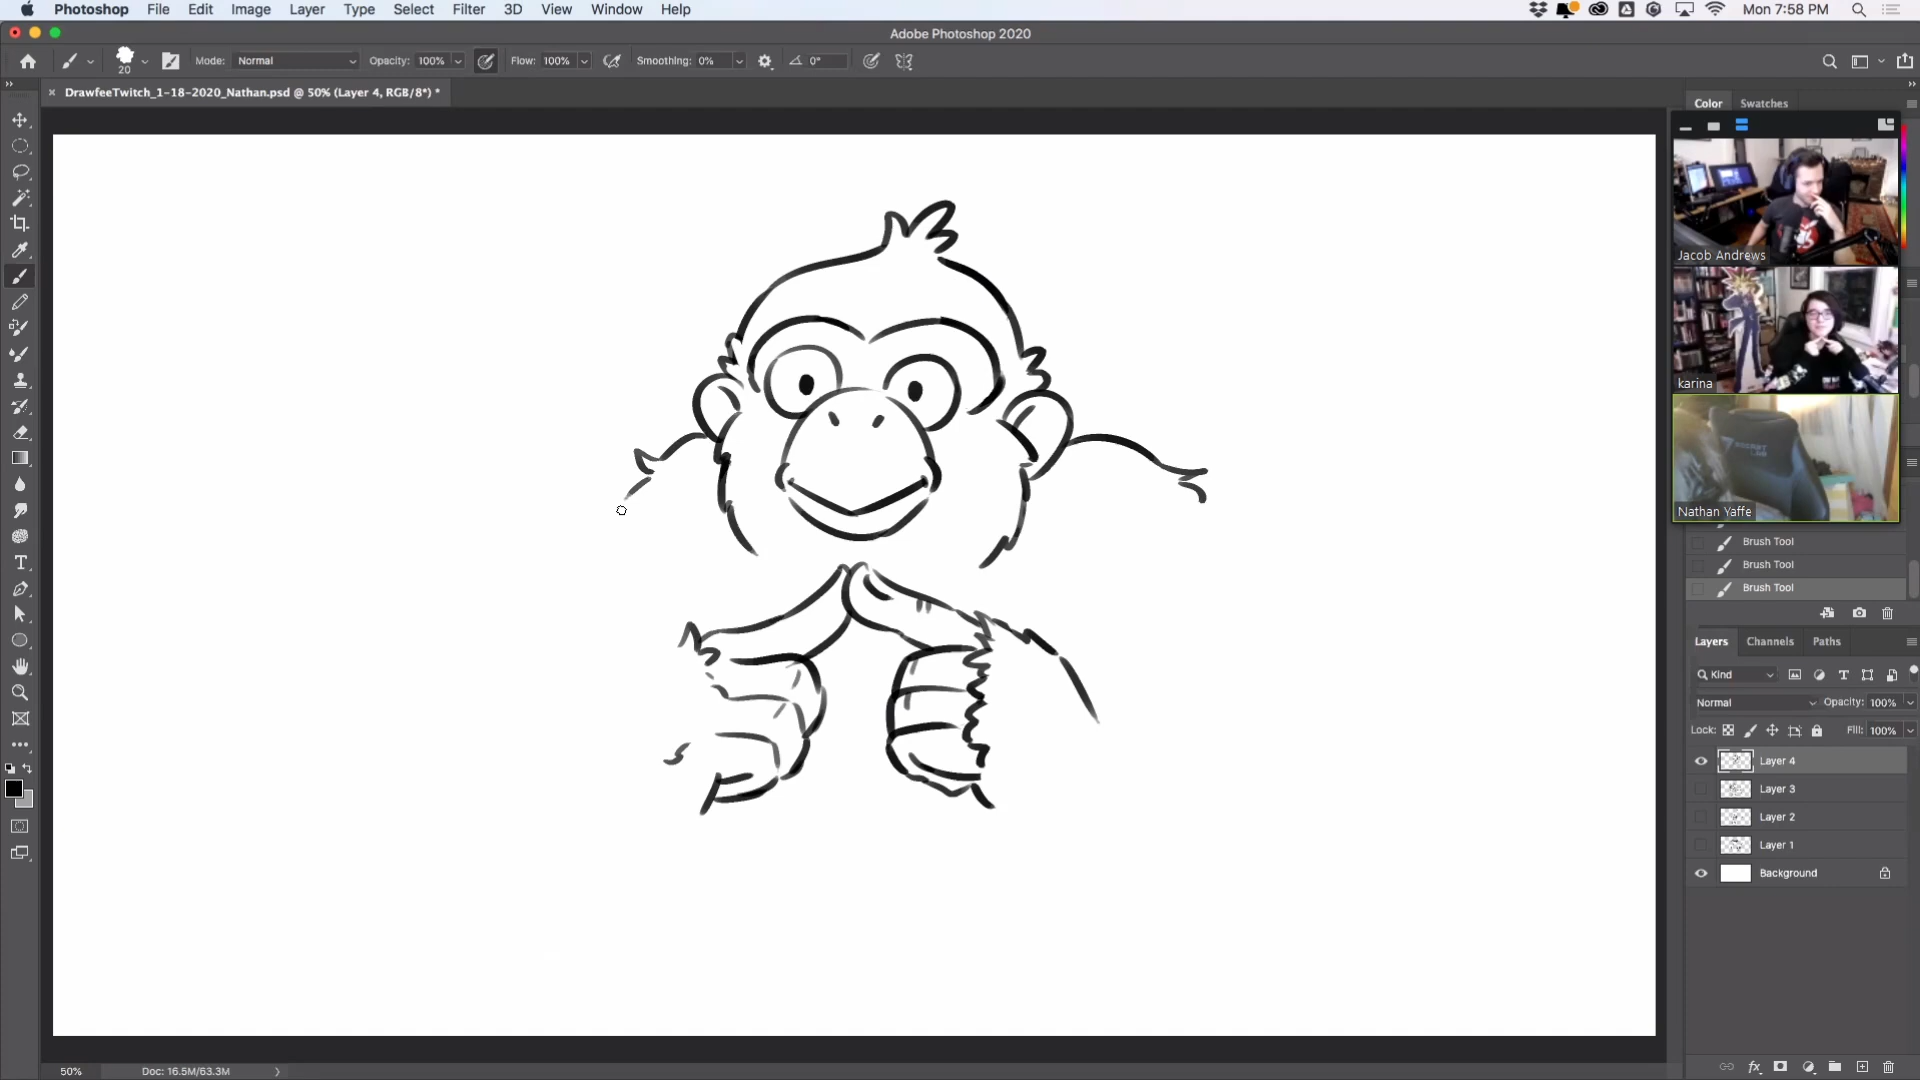 Photoshop File Edit Image Layer Type Select Filter 3D View Window Help Mon 7:58 PM
Adobe Photoshop 2020
20 Mode: Normal Opacity: 100% Flow: 100% Smoothing: 0% 0°
× DrawfeeTwitch_1-18-2020_Nathan.psd @ 50% (Layer 4, RGB/8*) *
Color Swatches
Jacob Andrews
karina
Nathan Yaffe
Brush Tool
Brush Tool
Brush Tool
Layers Channels Paths
Kind
Normal Opacity: 100%
Lock: Fill: 100%
Layer 4
Layer 3
Layer 2
Layer 1
Background
50% Doc: 16.5M/63.3M
fx